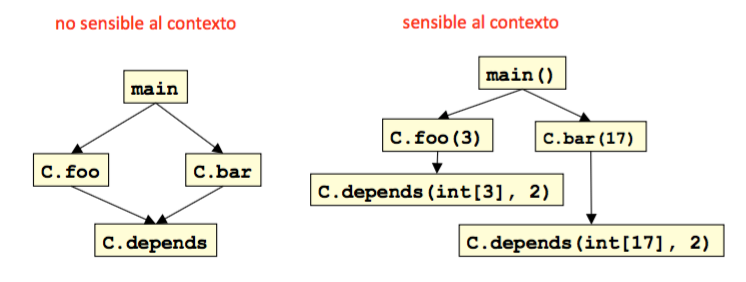 no sensible al contexto
main
C.foo
C.bar
C.depends
sensible al contexto
main()
C.foo(3)
C.bar(17)
C.depends(int[3], 2)
C.depends(int[17], 2)